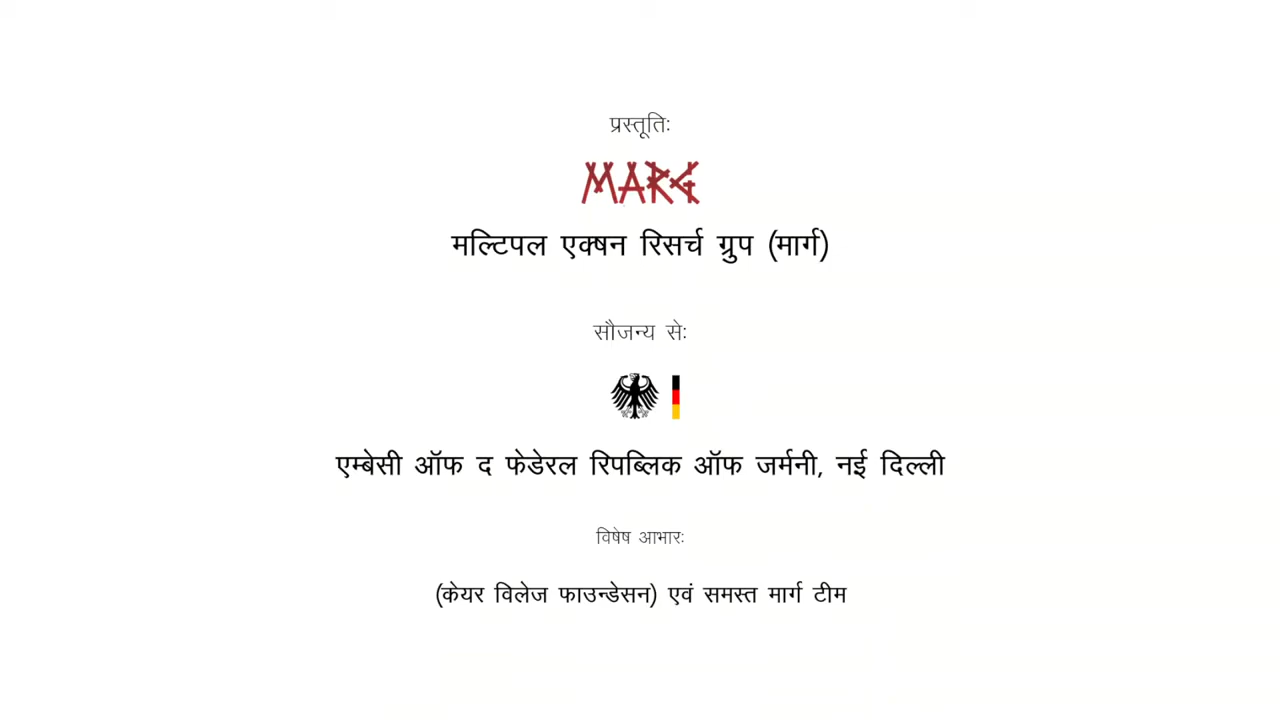 प्रस्तूतिः
MARG
मल्टिपल एक्षन रिसर्च ग्रुप (मार्ग)
सौजन्य सेः
एम्बेसी ऑफ द फेडेरल रिपब्लिक ऑफ जर्मनी, नई दिल्ली
विषेष आभारः
(केयर विलेज फाउन्डेसन) एवं समस्त मार्ग टीम